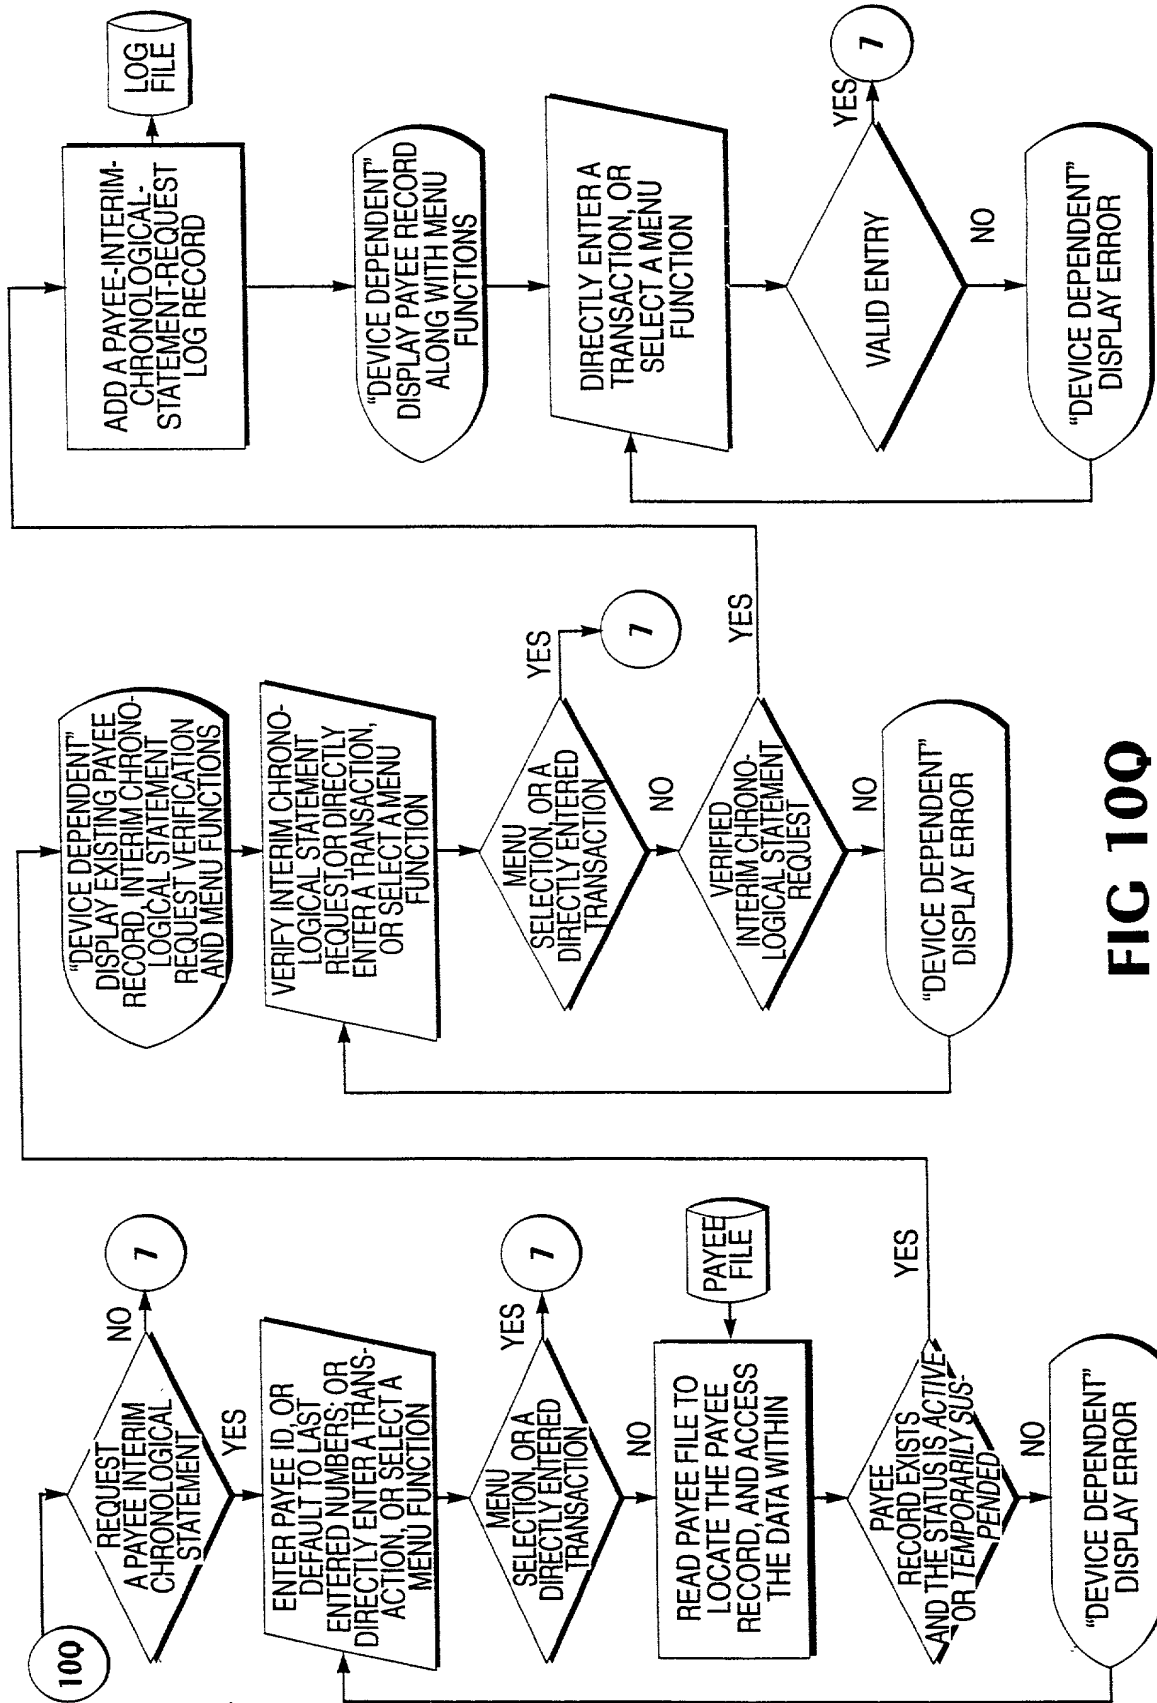 10Q
REQUEST
A PAYEE INTERIM
CHRONOLOGICAL
STATEMENT
NO
7
YES
ENTER PAYEE ID, OR
DEFAULT TO LAST
ENTERED NUMBERS; OR
DIRECTLY ENTER A TRANS-
ACTION, OR SELECT A
MENU FUNCTION
MENU
SELECTION, OR A
DIRECTLY ENTERED
TRANSACTION
YES
7
NO
READ PAYEE FILE TO
LOCATE THE PAYEE
RECORD, AND ACCESS
THE DATA WITHIN
PAYEE
FILE
PAYEE
RECORD EXISTS
AND THE STATUS IS ACTIVE
OR TEMPORARILY SUS-
PENDED
YES
NO
"DEVICE DEPENDENT"
DISPLAY ERROR
"DEVICE DEPENDENT"
DISPLAY EXISTING PAYEE
RECORD, INTERIM CHRONO-
LOGICAL STATEMENT
REQUEST VERIFICATION
AND MENU FUNCTIONS
VERIFY INTERIM CHRONO-
LOGICAL STATEMENT
REQUEST, OR DIRECTLY
ENTER A TRANSACTION,
OR SELECT A MENU
FUNCTION
MENU
SELECTION, OR A
DIRECTLY ENTERED
TRANSACTION
YES
7
NO
VERIFIED
INTERIM CHRONO-
LOGICAL STATEMENT
REQUEST
YES
NO
"DEVICE DEPENDENT"
DISPLAY ERROR
ADD A PAYEE-INTERIM-
CHRONOLOGICAL-
STATEMENT-REQUEST
LOG RECORD
LOG
FILE
"DEVICE DEPENDENT"
DISPLAY PAYEE RECORD
ALONG WITH MENU
FUNCTIONS
DIRECTLY ENTER A
TRANSACTION, OR
SELECT A MENU
FUNCTION
VALID ENTRY
YES
7
NO
"DEVICE DEPENDENT"
DISPLAY ERROR
FIG 10Q